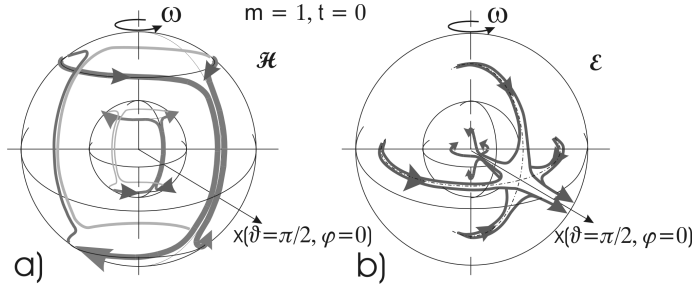 ω m = 1, t = 0 ω
ℋ ℰ
x(ϑ=π/2, φ=0) x(ϑ=π/2, φ=0)
a) b)